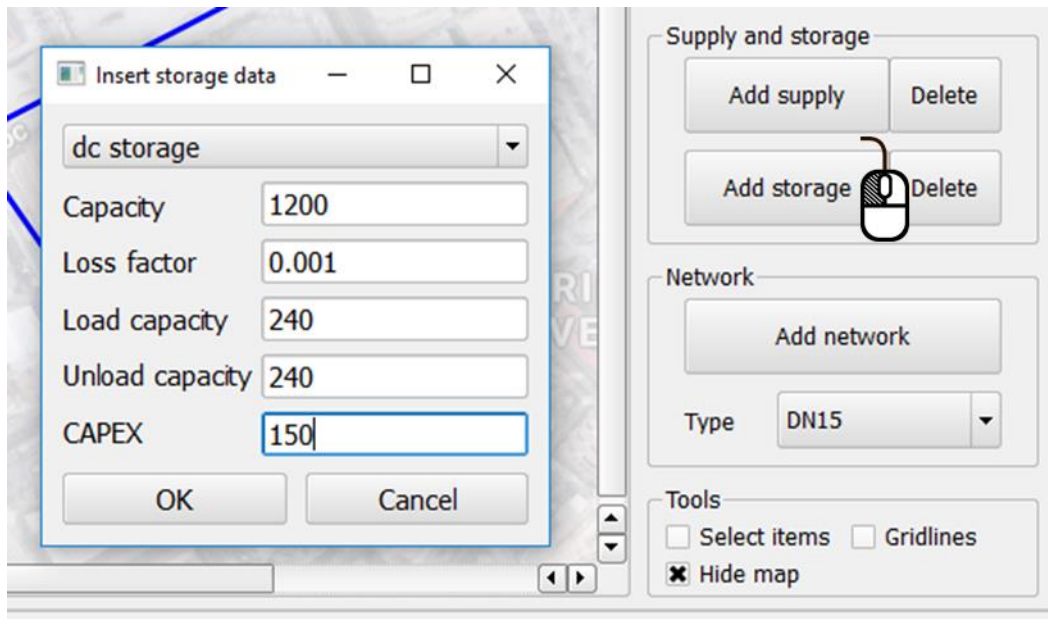 Insert storage data
dc storage
Capacity 1200
Loss factor 0.001
Load capacity 240
Unload capacity 240
CAPEX 150
OK Cancel
Supply and storage
Add supply Delete
Add storage Delete
Network
Add network
Type DN15
Tools
Select items Gridlines
Hide map